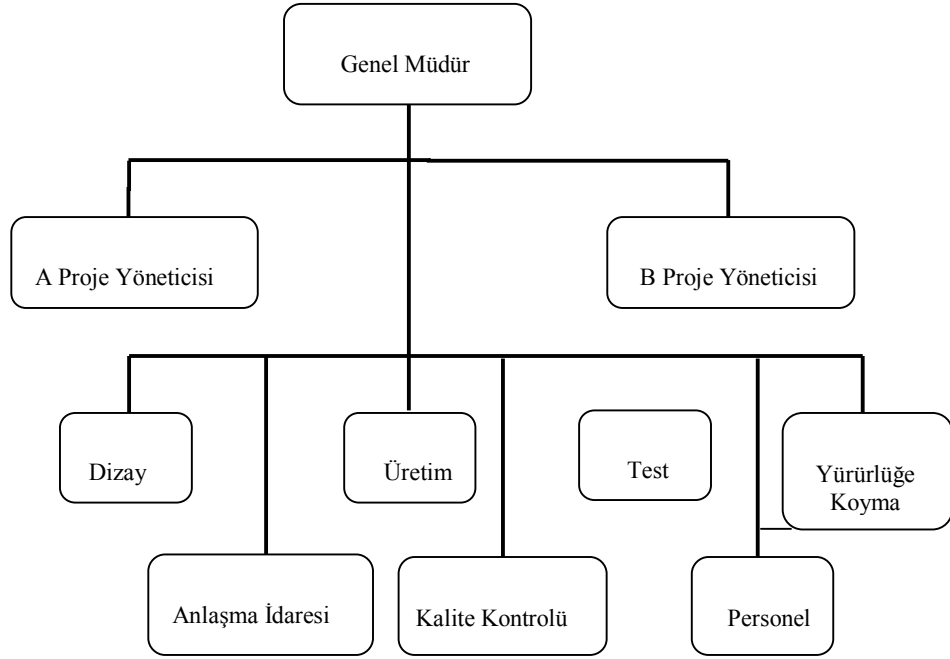 Genel Müdür
A Proje Yöneticisi
B Proje Yöneticisi
Dizay
Üretim
Test
Yürürlüğe
Koyma
Anlaşma İdaresi
Kalite Kontrolü
Personel